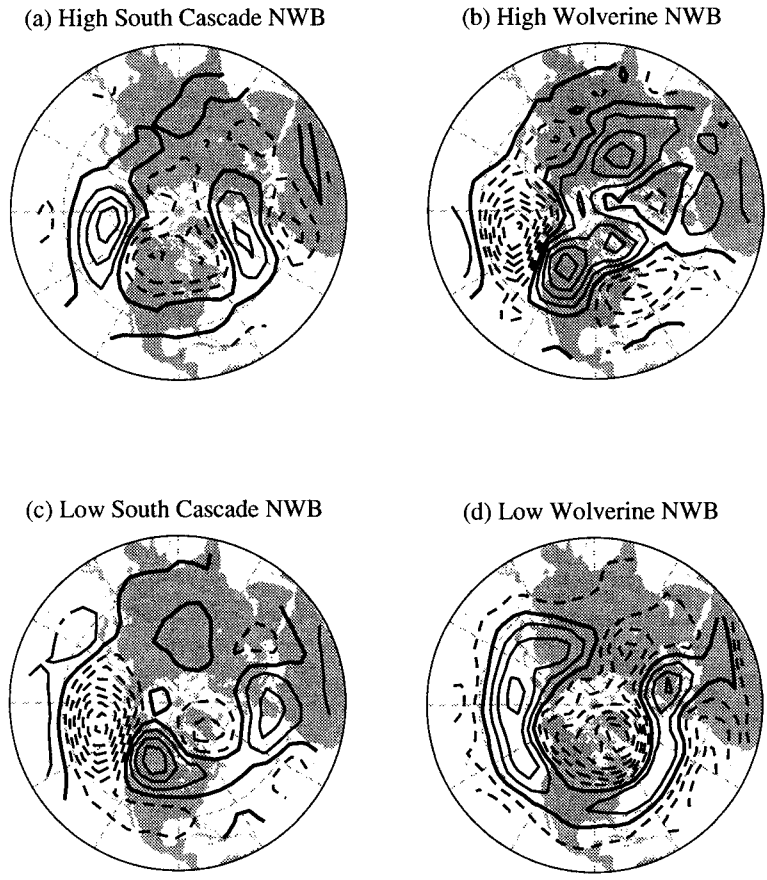 (a) High South Cascade NWB
(b) High Wolverine NWB
(c) Low South Cascade NWB
(d) Low Wolverine NWB